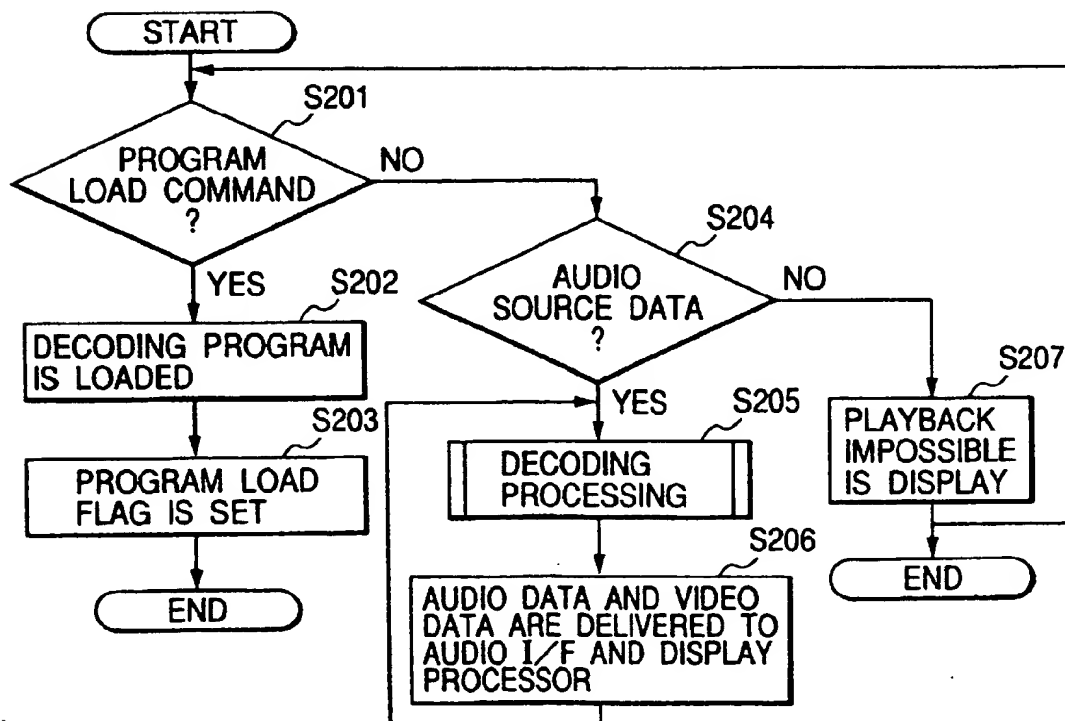 START
S201
PROGRAM
LOAD COMMAND
?
NO
YES
S202
DECODING PROGRAM
IS LOADED
S203
PROGRAM LOAD
FLAG IS SET
END
S204
AUDIO
SOURCE DATA
?
NO
YES
S205
DECODING
PROCESSING
S206
AUDIO DATA AND VIDEO
DATA ARE DELIVERED TO
AUDIO I/F AND DISPLAY
PROCESSOR
S207
PLAYBACK
IMPOSSIBLE
IS DISPLAY
END